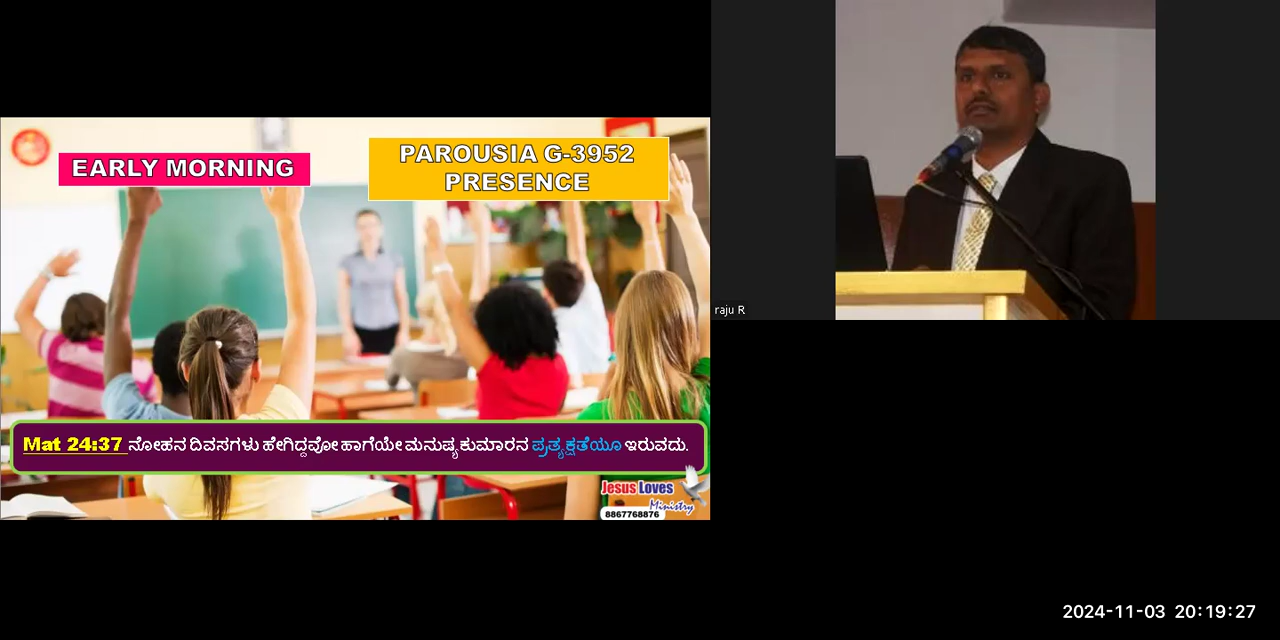 EARLY MORNING
PAROUSIA G-3952
PRESENCE
Mat 24:37 ನೋಹನ ದಿವಸಗಳು ಹೇಗಿದ್ದವೋ ಹಾಗೆಯೇ ಮನುಷ್ಯಕುಮಾರನ ಪ್ರತ್ಯಕ್ಷತೆಯೂ ಇರುವದು.
Jesus Loves
Ministry
8867768876
raju R
2024-11-03 20:19:27